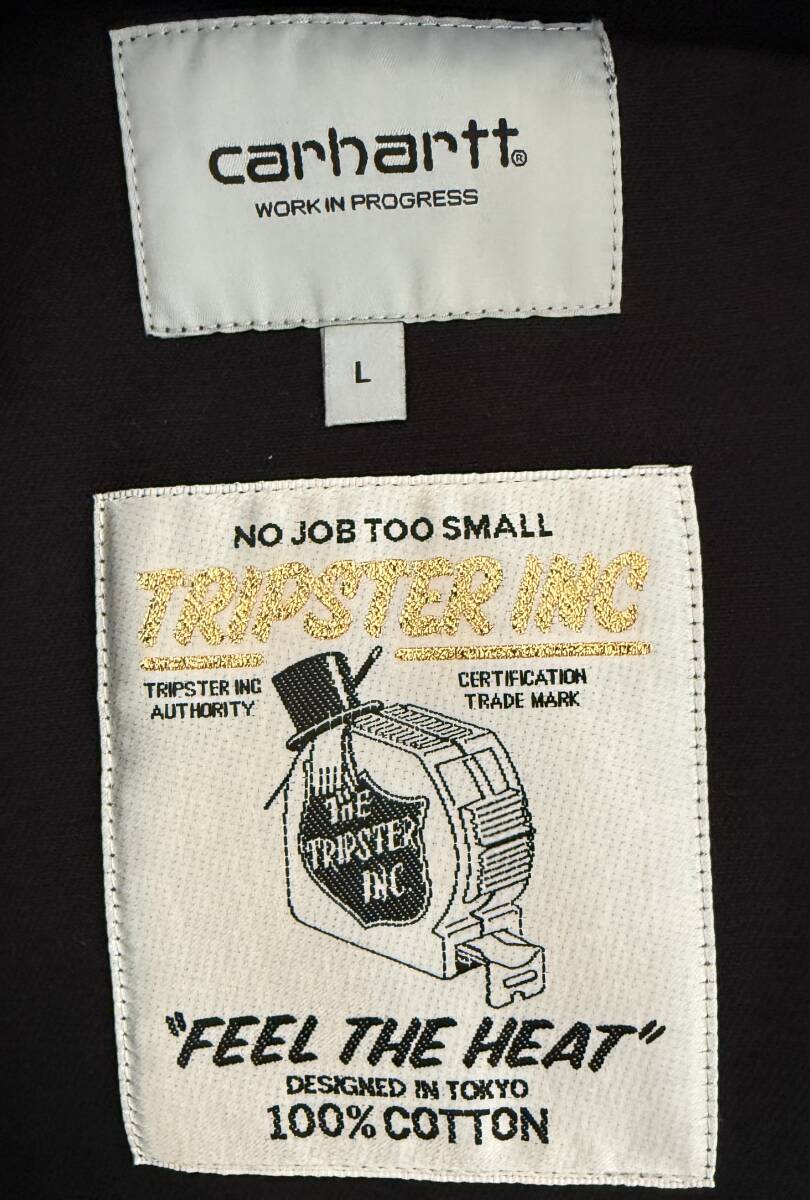 carhartt®
WORK IN PROGRESS
L
NO JOB TOO SMALL
TRIPSTER INC
TRIPSTER INC
AUTHORITY
CERTIFICATION
TRADE MARK
THE
TRIPSTER
INC.
"FEEL THE HEAT"
DESIGNED IN TOKYO
100% COTTON